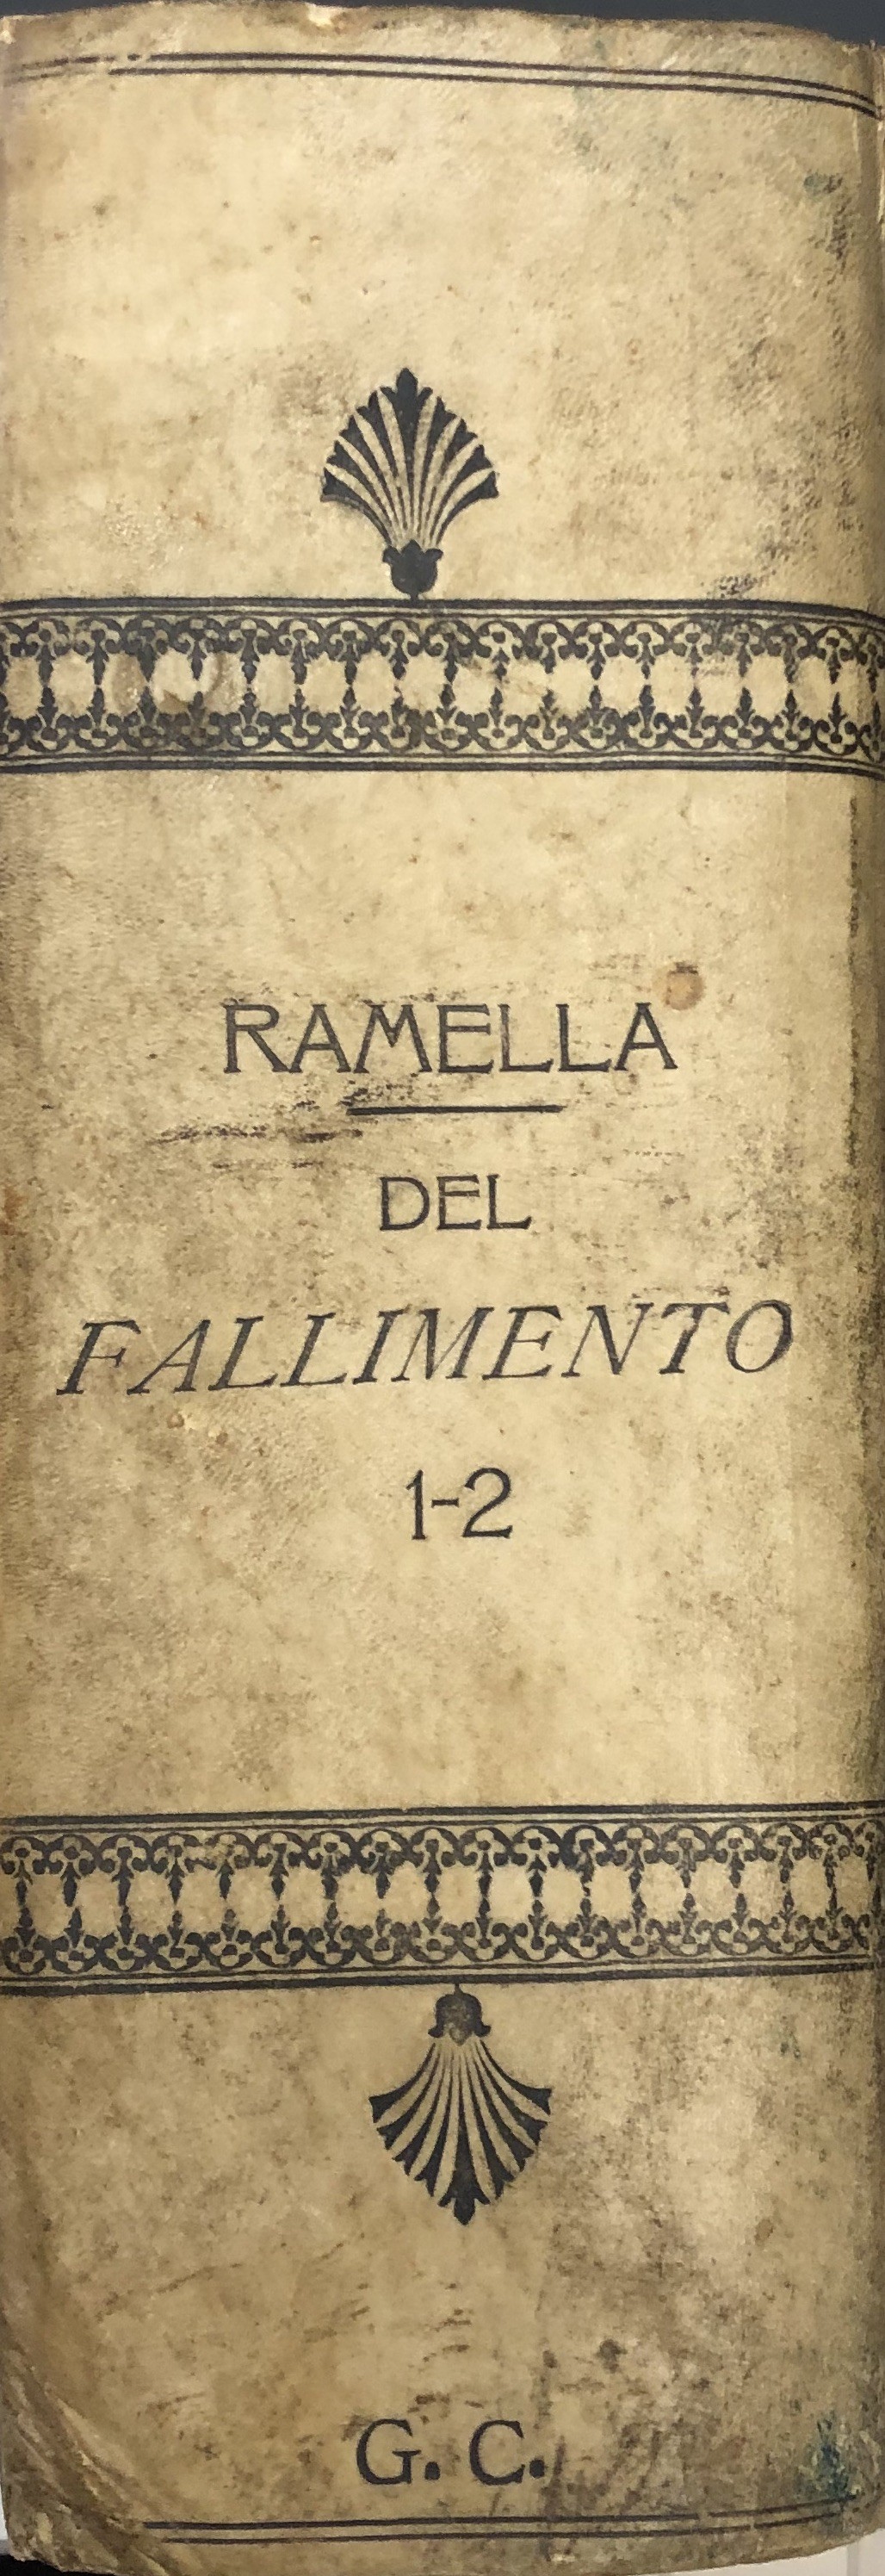 RAMELLA
DEL
FALLIMENTO
1-2
G. C.